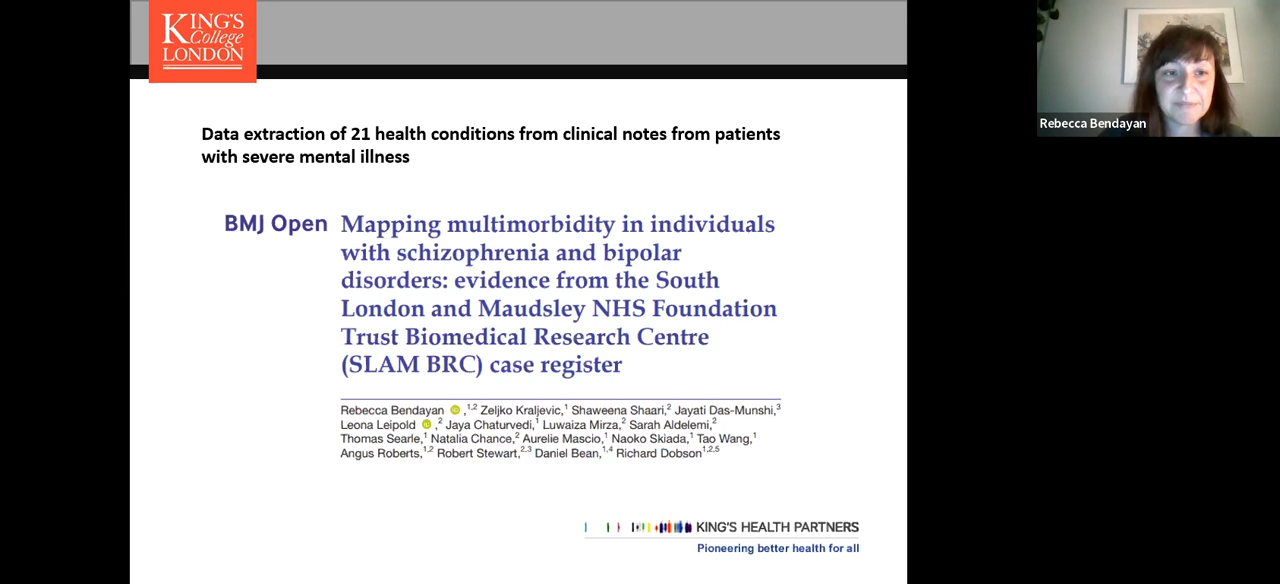 KING'S
College
LONDON
Rebecca Bendayan
Data extraction of 21 health conditions from clinical notes from patients
with severe mental illness
BMJ Open
Mapping multimorbidity in individuals
with schizophrenia and bipolar
disorders: evidence from the South
London and Maudsley NHS Foundation
Trust Biomedical Research Centre
(SLAM BRC) case register
Rebecca Bendayan iD ,1,2 Zeljko Kraljevic,1 Shaweena Shaari,2 Jayati Das-Munshi,3
Leona Leipold iD ,2 Jaya Chaturvedi,1 Luwaiza Mirza,2 Sarah Aldelemi,2
Thomas Searle,1 Natalia Chance,2 Aurelie Mascio,1 Naoko Skiada,1 Tao Wang,1
Angus Roberts,1,2 Robert Stewart,2,3 Daniel Bean,1,4 Richard Dobson1,2,5
KING'S HEALTH PARTNERS
Pioneering better health for all